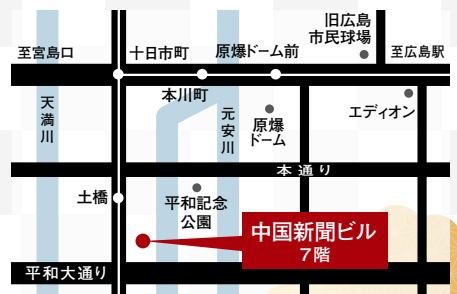 旧広島
市民球場
至宮島口
十日市町
原爆ドーム前
至広島駅
本川町
エディオン
天満川
元安川
原爆
ドーム
本通り
土橋
平和記念
公園
中国新聞ビル
7階
平和大通り